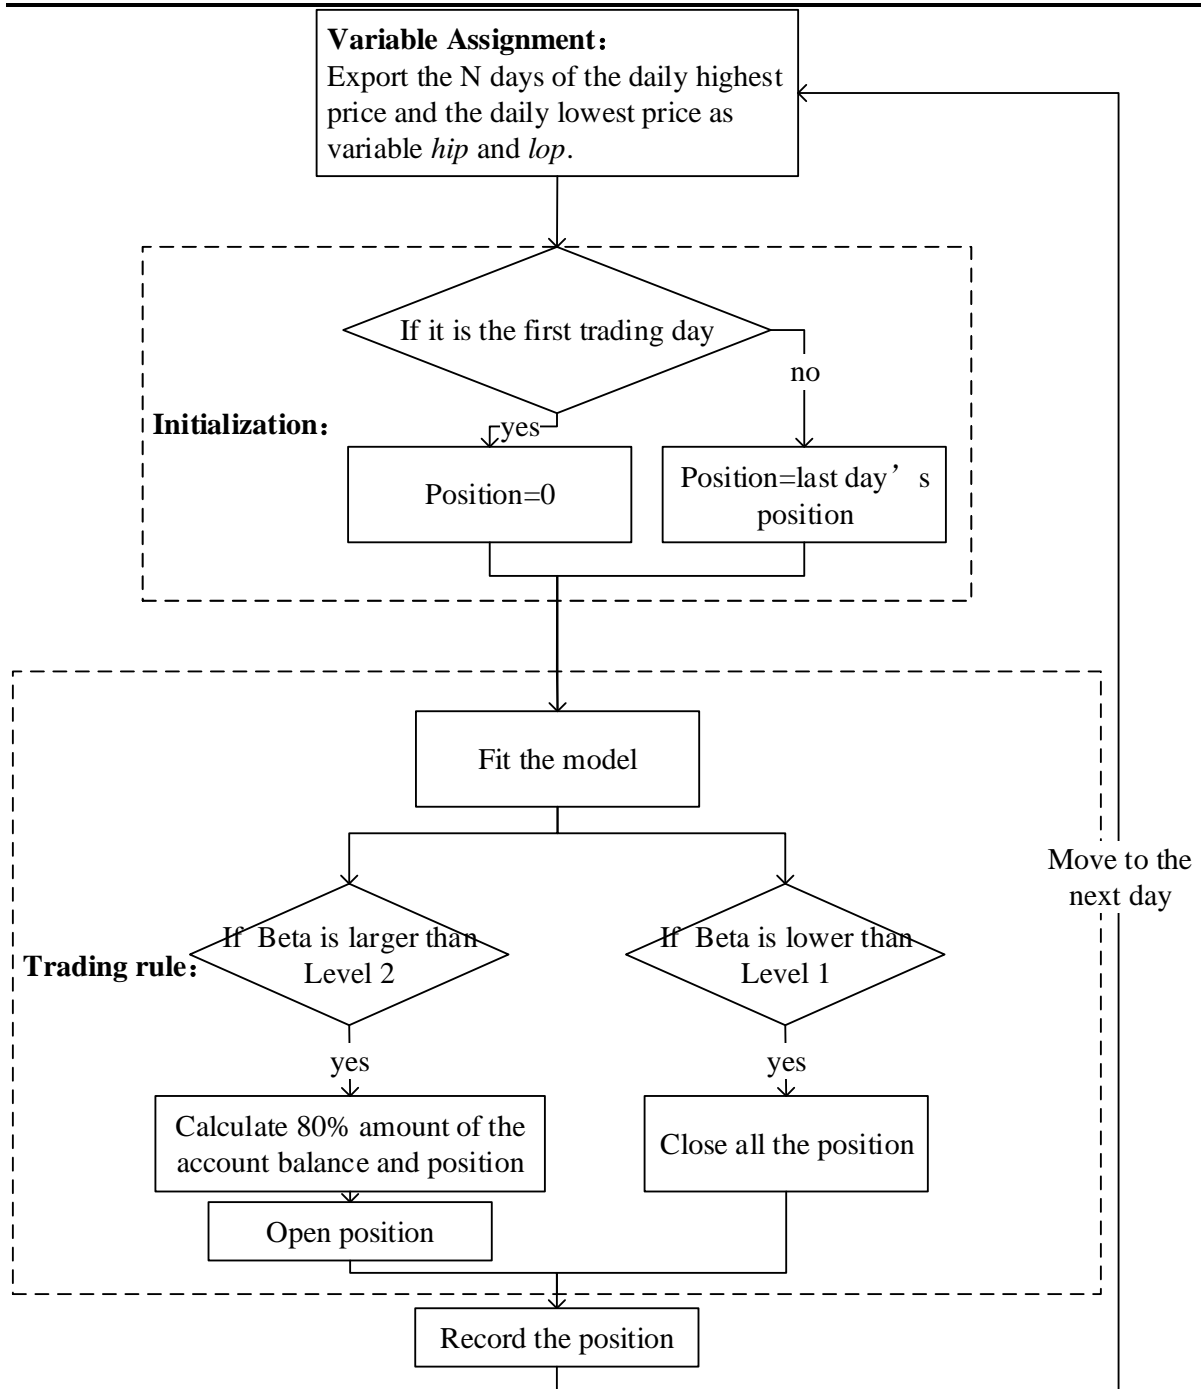 Variable Assignment：
Export the N days of the daily highest
price and the daily lowest price as
variable hip and lop.
If it is the first trading day
no
Initialization：
yes
Position=0
Position=last day’ s
position
Fit the model
Move to the
next day
If Beta is larger than
Level 2
If Beta is lower than
Level 1
Trading rule：
yes
yes
Calculate 80% amount of the
account balance and position
Close all the position
Open position
Record the position